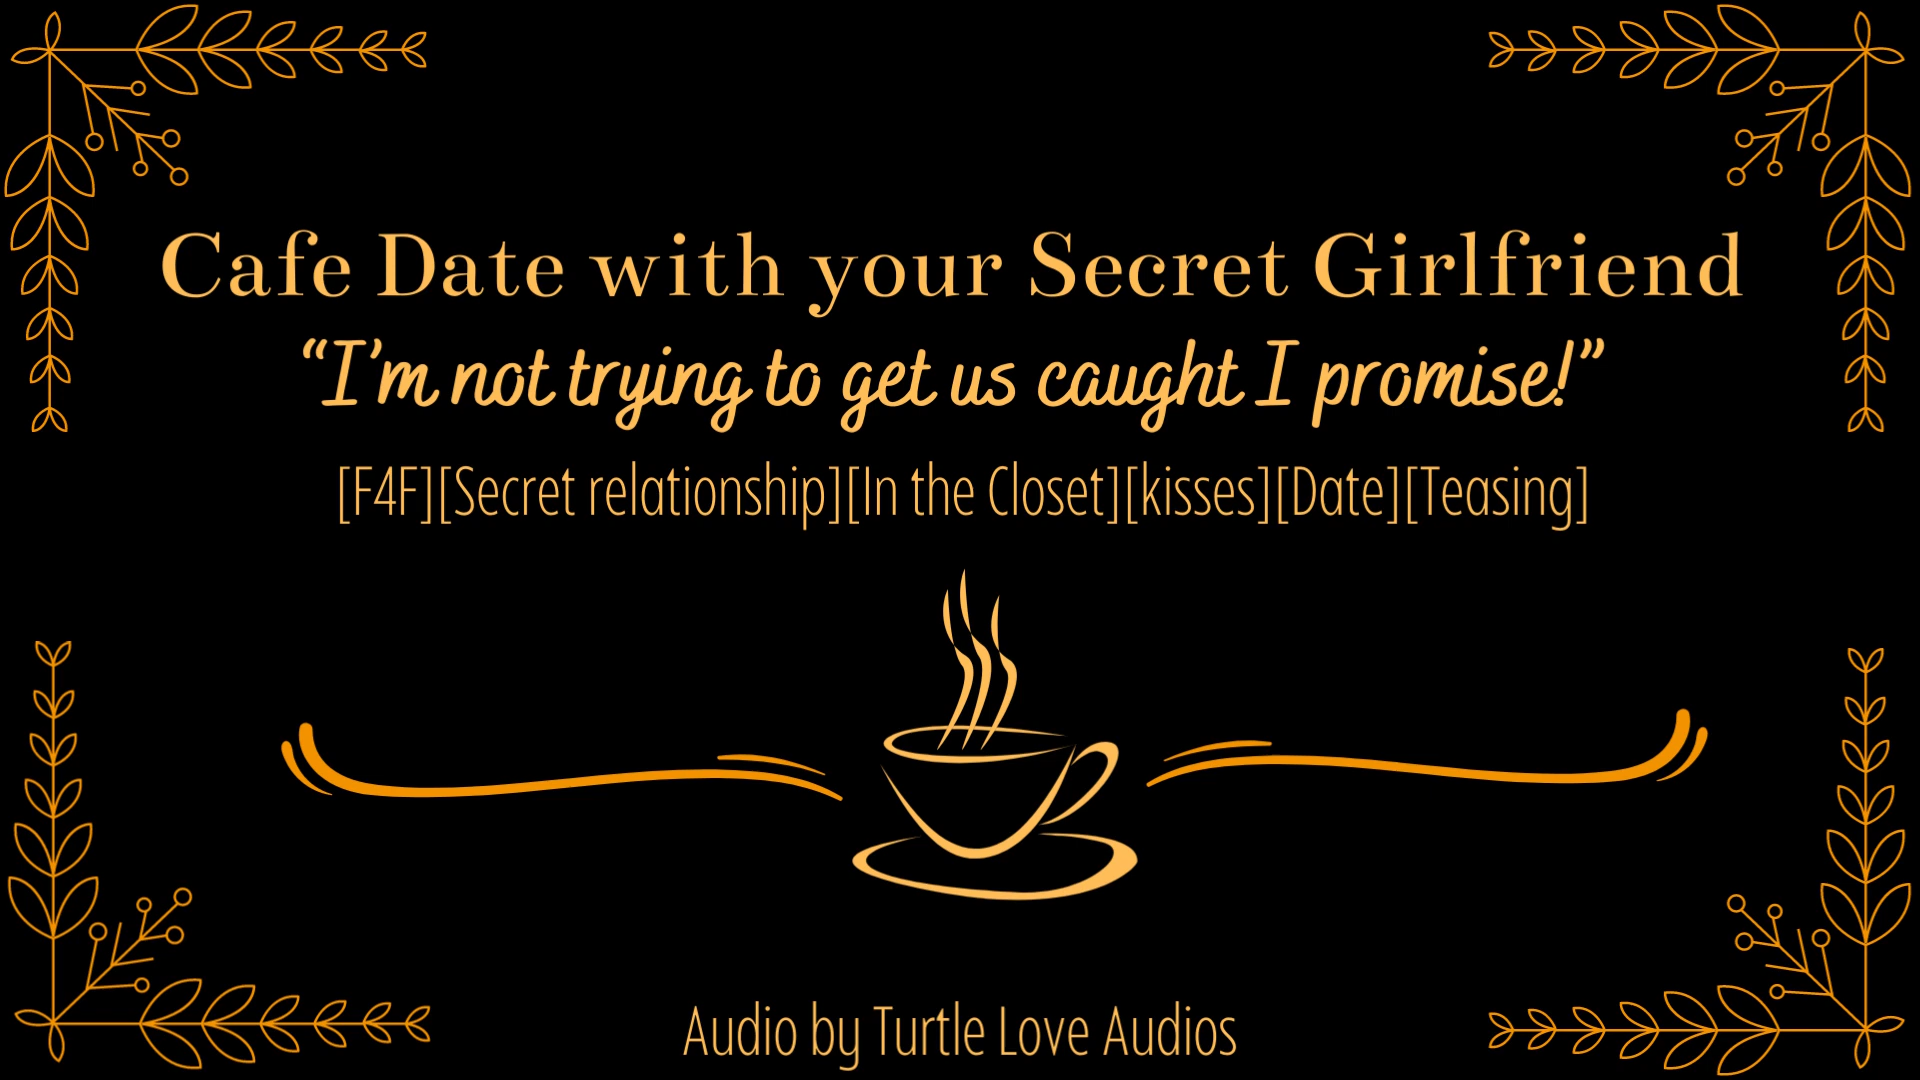 Cafe Date with your Secret Girlfriend
“I’m not trying to get us caught I promise!”
[F4F][Secret relationship][In the Closet][kisses][Date][Teasing]
Audio by Turtle Love Audios